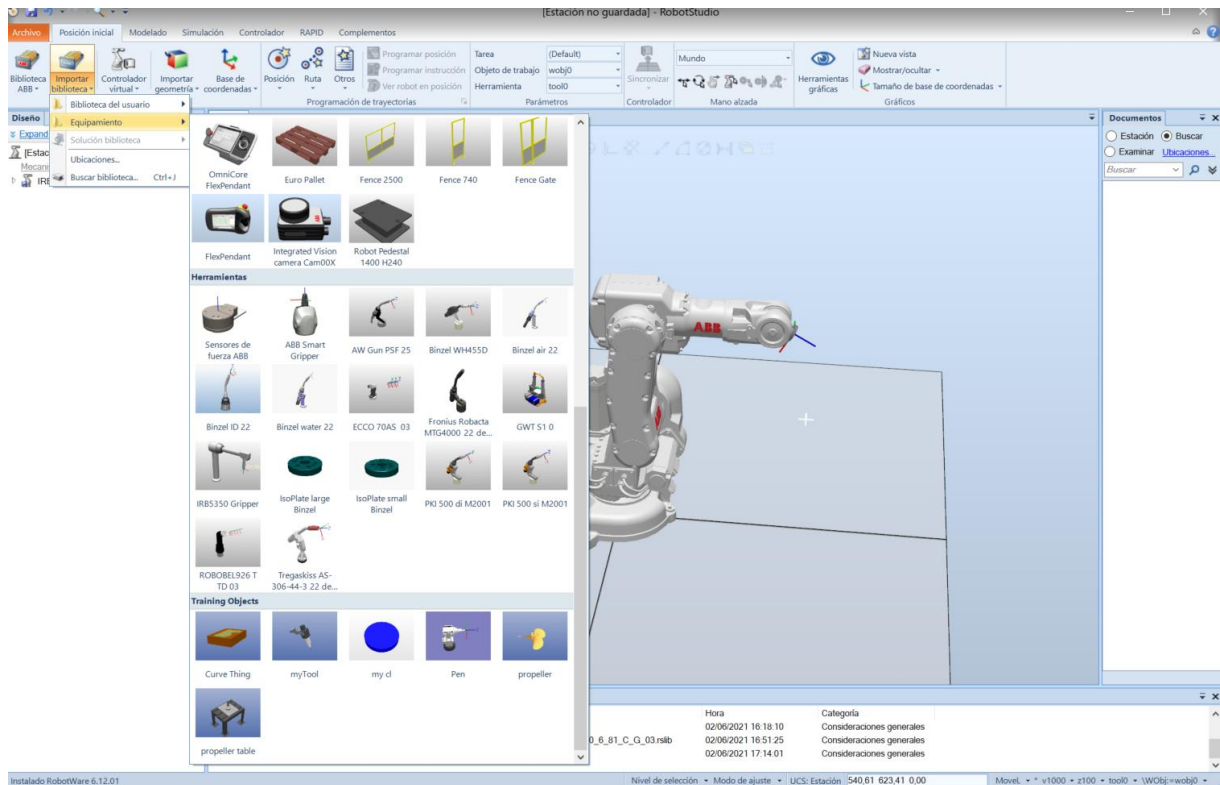 [Estación no guardada] - RobotStudio
Archivo Posición inicial Modelado Simulación Controlador RAPID Complementos
Biblioteca ABB
Importar biblioteca
Controlador virtual
Importar geometría
Base de coordenadas
Posición
Ruta
Otros
Programar posición
Programar instrucción
Ver robot en posición
Programación de trayectorias
Tarea (Default)
Objeto de trabajo wobj0
Herramienta tool0
Parámetros
Sincronizar
Controlador
Mundo
Mano alzada
Herramientas gráficas
Nueva vista
Mostrar/ocultar
Tamaño de base de coordenadas
Gráficos
Biblioteca del usuario
Equipamiento
Solución biblioteca
Ubicaciones...
Buscar biblioteca... Ctrl+J
Diseño
Expand
[Estac
Mecani
IRE
OmniCore FlexPendant
Euro Pallet
Fence 2500
Fence 740
Fence Gate
FlexPendant
Integrated Vision camera Cam00X
Robot Pedestal 1400 H240
Herramientas
Sensores de fuerza ABB
ABB Smart Gripper
AW Gun PSF 25
Binzel WH455D
Binzel air 22
Binzel ID 22
Binzel water 22
ECCO 70AS 03
Fronius Robacta MTG4000 22 de...
GWT S1 0
IRB5350 Gripper
IsoPlate large Binzel
IsoPlate small Binzel
PKI 500 di M2001
PKI 500 si M2001
ROBOBEL926 T TD 03
Tregaskiss AS-306-44-3 22 de...
Training Objects
Curve Thing
myTool
my cl
Pen
propeller
propeller table
ABB
Documentos
Estación Buscar
Examinar Ubicaciones...
Buscar
Hora Categoría
02/06/2021 16:18:10 Consideraciones generales
0_6_81_C_G_03.rslib 02/06/2021 16:51:25 Consideraciones generales
02/06/2021 17:14:01 Consideraciones generales
Instalado RobotWare 6.12.01
Nivel de selección Modo de ajuste UCS: Estación 540,61 623,41 0,00 MoveL * v1000 z100 tool0 \WObj:=wobj0